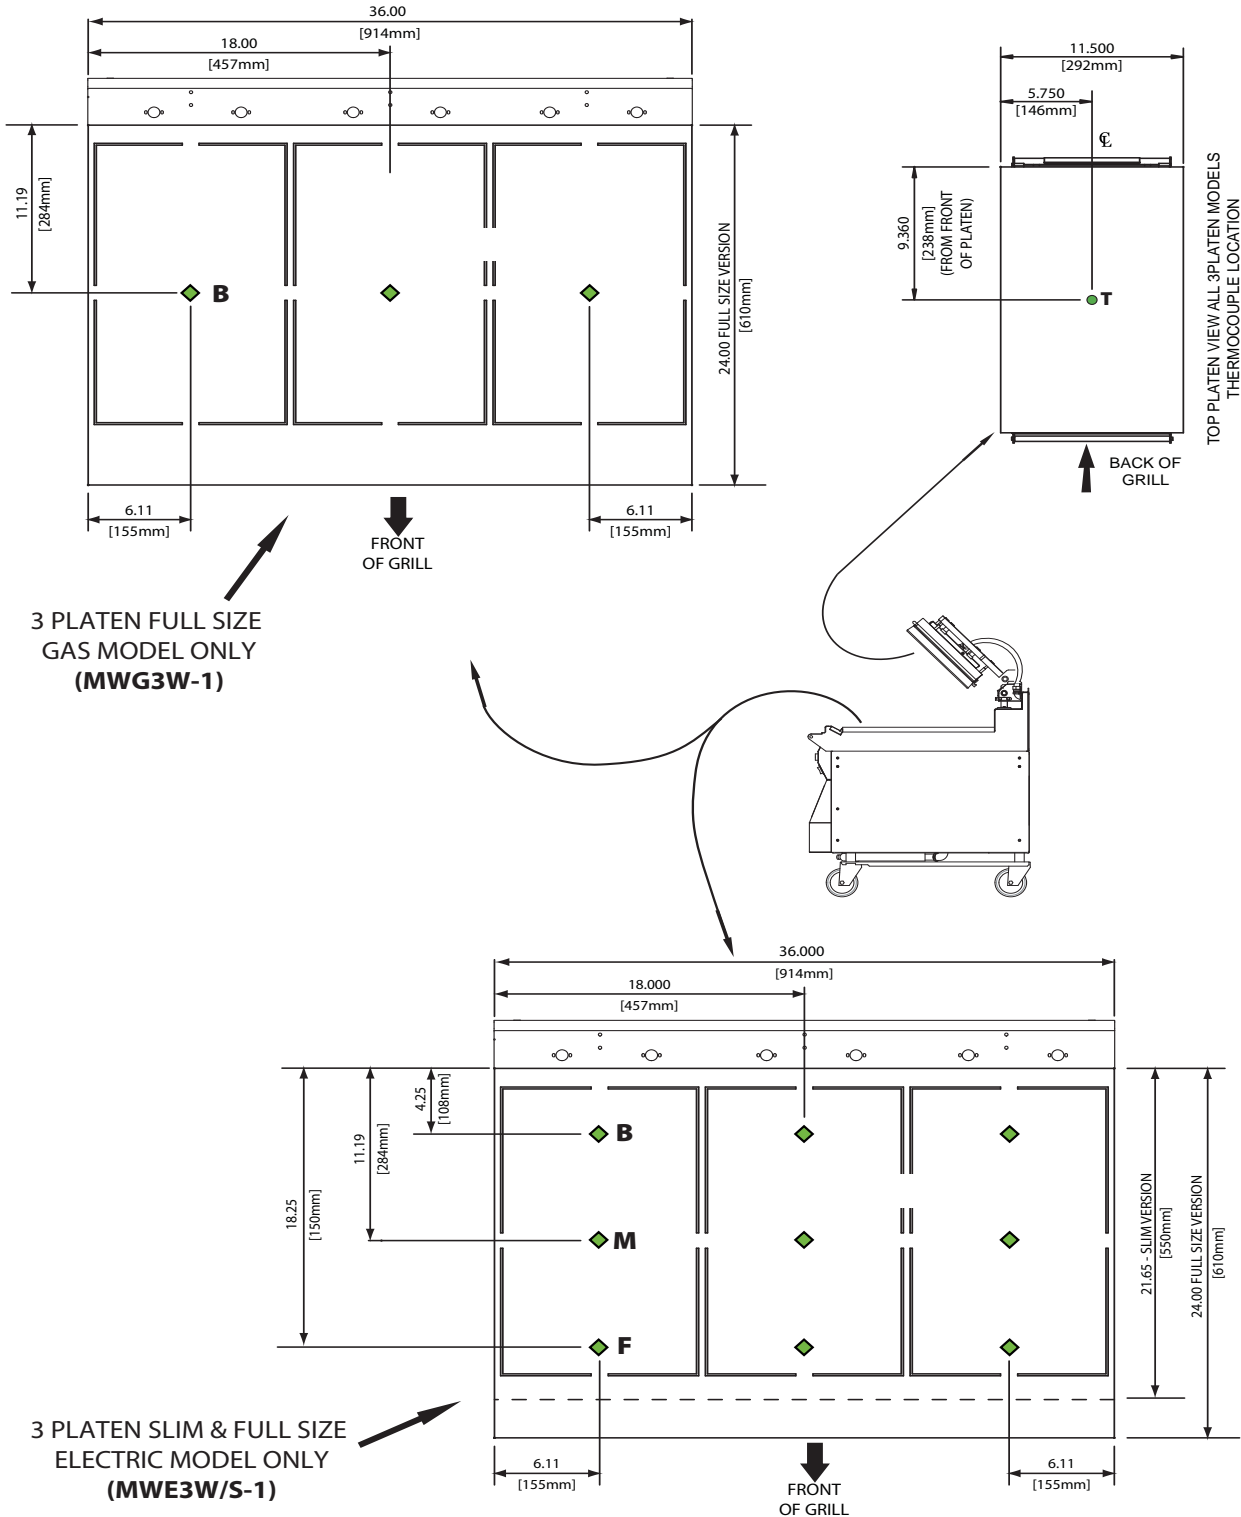 36.00
[914mm]
18.00
[457mm]
11.19
[284mm]
B
24.00 FULL SIZE VERSION
[610mm]
6.11
[155mm]
6.11
[155mm]
FRONT
OF GRILL
3 PLATEN FULL SIZE
GAS MODEL ONLY
(MWG3W-1)
11.500
[292mm]
5.750
[146mm]
℄
9.360
[238mm]
(FROM FRONT
OF PLATEN)
T
TOP PLATEN VIEW ALL 3PLATEN MODELS
THERMOCOUPLE LOCATION
BACK OF
GRILL
36.000
[914mm]
18.000
[457mm]
4.25
[108mm]
11.19
[284mm]
18.25
[150mm]
B
M
F
21.65 - SLIM VERSION
[550mm]
24.00 FULL SIZE VERSION
[610mm]
6.11
[155mm]
6.11
[155mm]
FRONT
OF GRILL
3 PLATEN SLIM & FULL SIZE
ELECTRIC MODEL ONLY
(MWE3W/S-1)